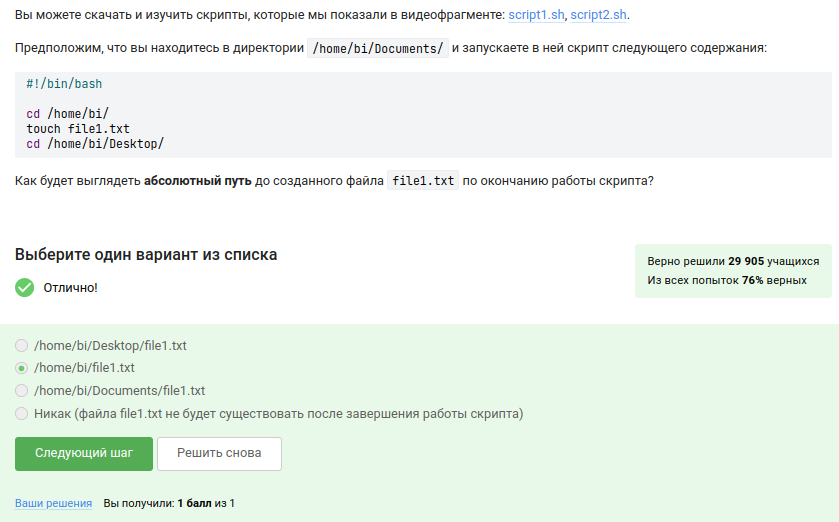 Вы можете скачать и изучить скрипты, которые мы показали в видеофрагменте: script1.sh, script2.sh.
Предположим, что вы находитесь в директории /home/bi/Documents/ и запускаете в ней скрипт следующего содержания:
#!/bin/bash
cd /home/bi/
touch file1.txt
cd /home/bi/Desktop/
Как будет выглядеть абсолютный путь до созданного файла file1.txt по окончанию работы скрипта?
Выберите один вариант из списка
Отлично!
Верно решили 29 905 учащихся
Из всех попыток 76% верных
/home/bi/Desktop/file1.txt
/home/bi/file1.txt
/home/bi/Documents/file1.txt
Никак (файла file1.txt не будет существовать после завершения работы скрипта)
Следующий шаг
Решить снова
Ваши решения Вы получили: 1 балл из 1